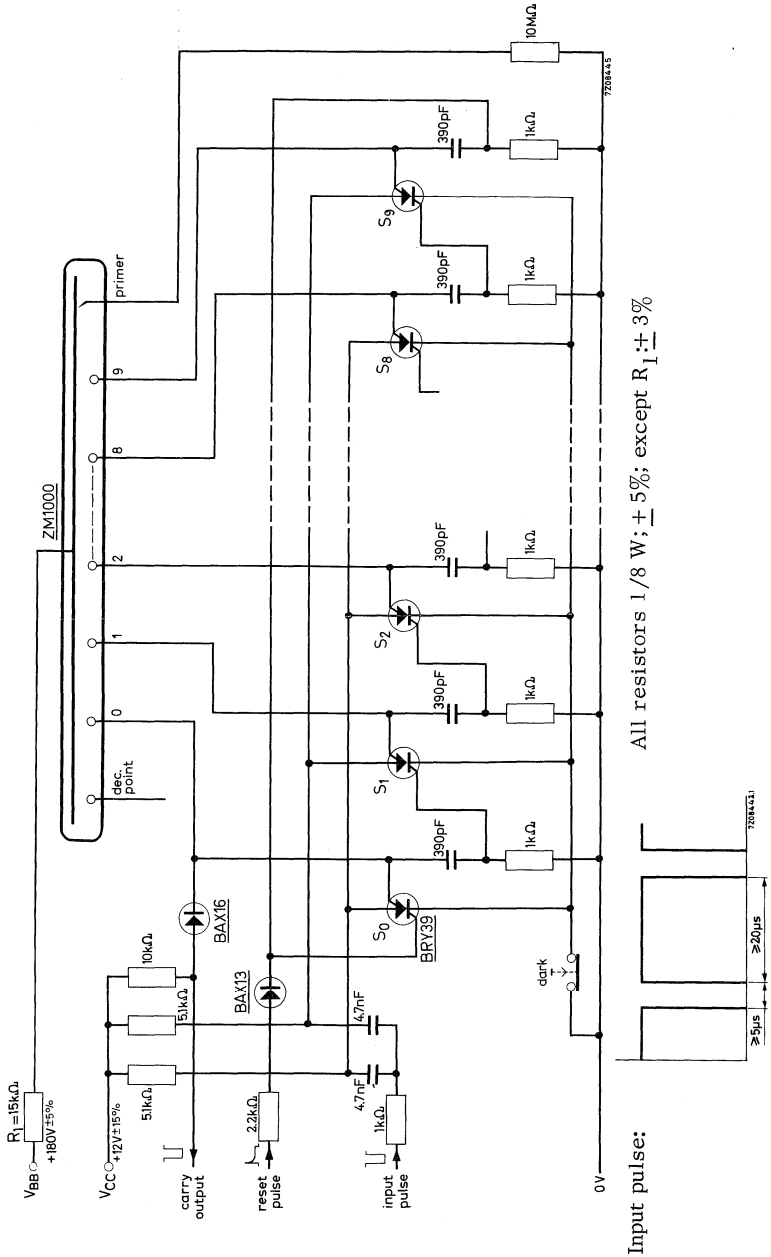 ZM1000
dec. point
0
1
2
8
9
primer
VBB
R1=15kΩ
+180V±5%
VCC
+12V±15%
5.1kΩ
5.1kΩ
10kΩ
BAX16
carry output
BAX13
reset pulse
2.2kΩ
4.7nF
4.7nF
input pulse
1kΩ
S0
BRY39
390pF
1kΩ
S1
390pF
1kΩ
S2
390pF
1kΩ
S8
390pF
1kΩ
S9
390pF
1kΩ
10MΩ
dark
0V
7Z08445
Input pulse:
≥5µs
≥20µs
7Z08442.1
All resistors 1/8 W; ± 5%; except R1:± 3%